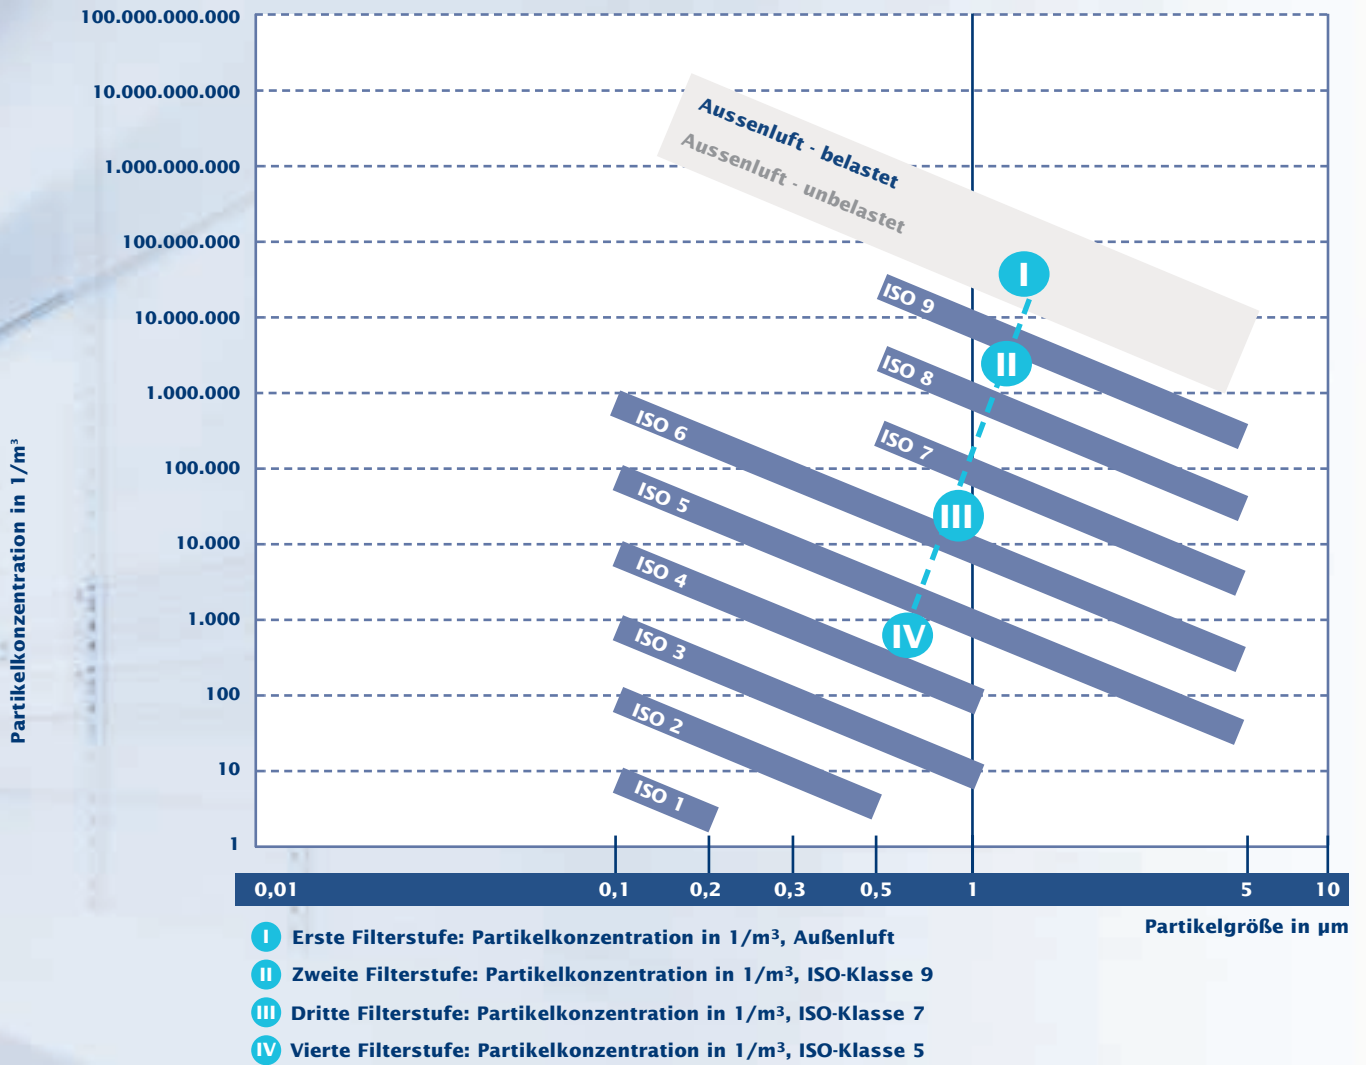 100.000.000.000
10.000.000.000
1.000.000.000
100.000.000
10.000.000
1.000.000
100.000
10.000
1.000
100
10
1
Partikelkonzentration in 1/m³
Aussenluft - belastet
Aussenluft - unbelastet
I
ISO 9
II
ISO 8
ISO 6
ISO 7
ISO 5
III
ISO 4
IV
ISO 3
ISO 2
ISO 1
0,01 0,1 0,2 0,3 0,5 1 5 10
Partikelgröße in µm
I Erste Filterstufe: Partikelkonzentration in 1/m³, Außenluft
II Zweite Filterstufe: Partikelkonzentration in 1/m³, ISO-Klasse 9
III Dritte Filterstufe: Partikelkonzentration in 1/m³, ISO-Klasse 7
IV Vierte Filterstufe: Partikelkonzentration in 1/m³, ISO-Klasse 5